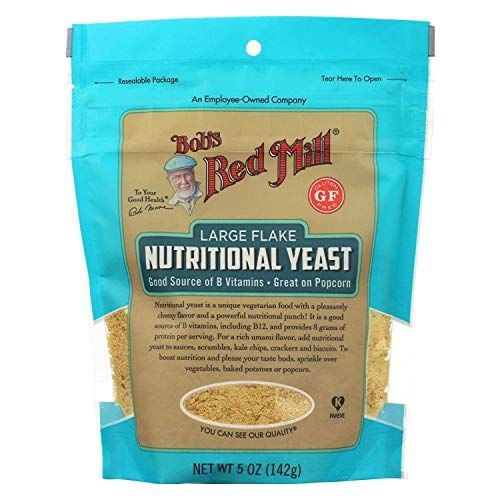 Resealable Package
Tear Here To Open
An Employee-Owned Company
Bob's
Red Mill®
To Your
Good Health®
Bob Moore
GLUTEN
GF
FREE
LARGE FLAKE
NUTRITIONAL YEAST
Good Source of B Vitamins • Great on Popcorn
Nutritional yeast is a unique vegetarian food with a pleasantly
cheesy flavor and a powerful nutritional punch! It is a good
source of B vitamins, including B12, and provides 8 grams of
protein per serving. For a rich umami flavor, add nutritional
yeast to sauces, scrambles, kale chips, crackers and biscuits. To
boost nutrition and please your taste buds, sprinkle over
vegetables, baked potatoes or popcorn.
YOU CAN SEE OUR QUALITY®
K
PAREVE
NET WT 5 OZ (142g)